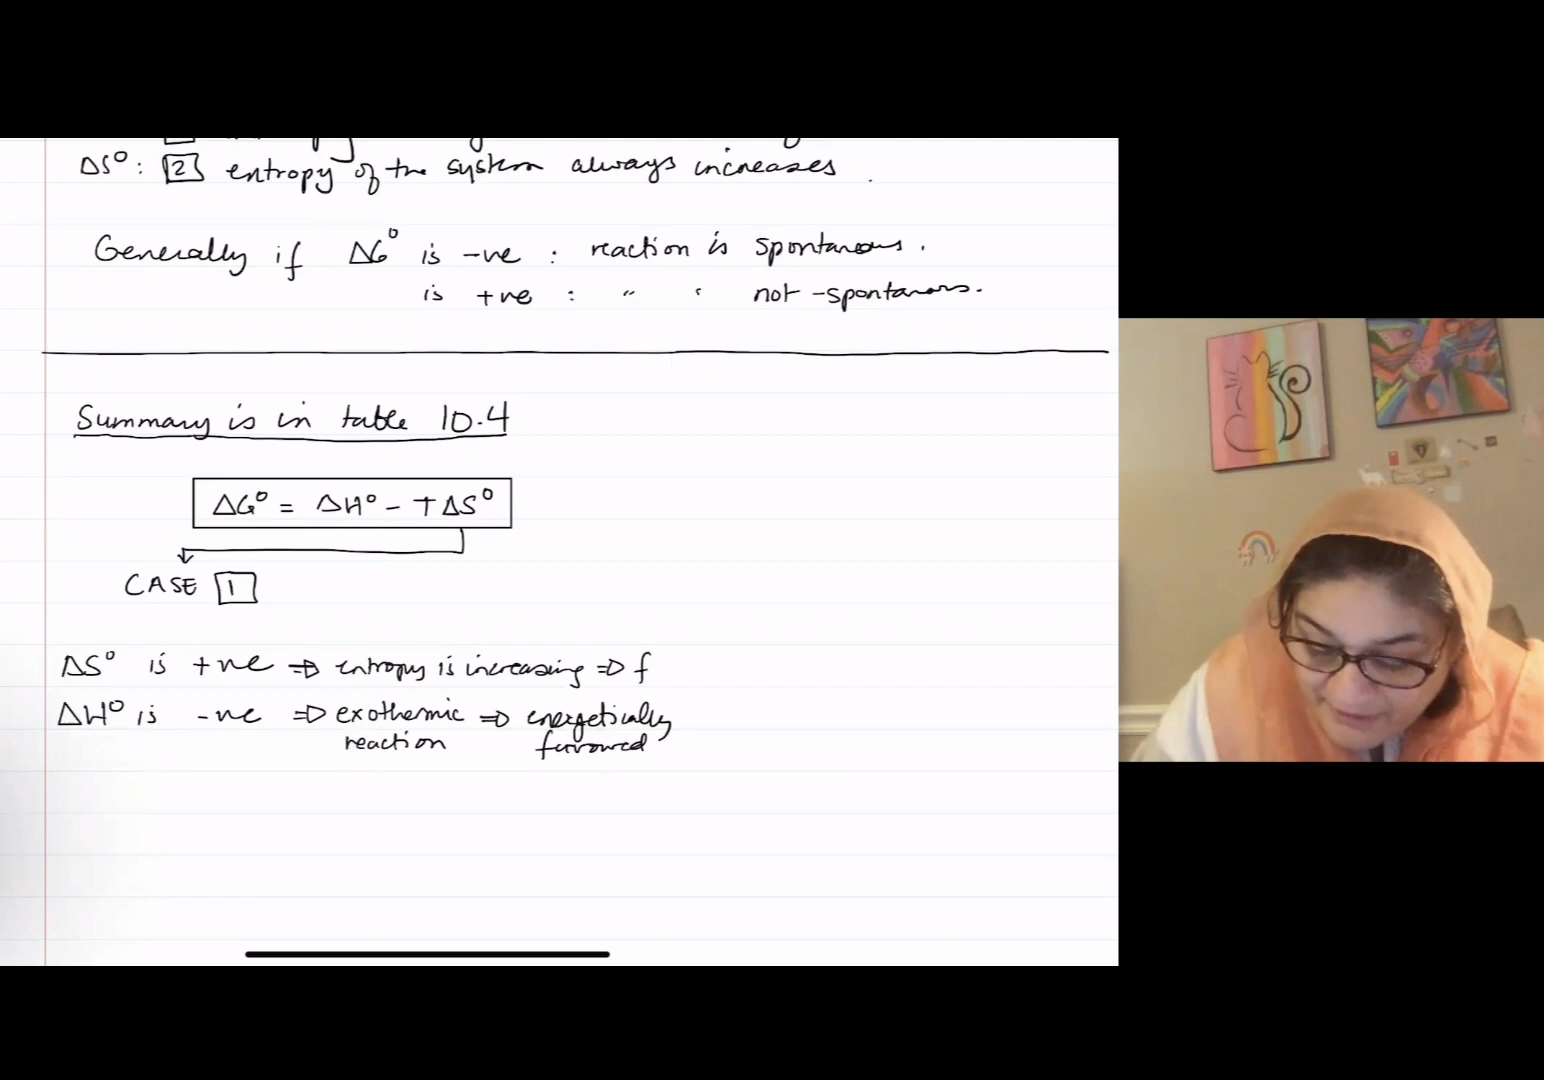 ΔS°: 2 entropy of the system always increases.
Generally if ΔG° is -ve : reaction is spontaneous.
is +ve : " " not -spontaneous.
Summary is in table 10.4
ΔG° = ΔH° - TΔS°
CASE 1
ΔS° is +ve ⇒ entropy is increasing ⇒ f
ΔH° is -ve ⇒ exothermic ⇒ energetically
reaction favoured